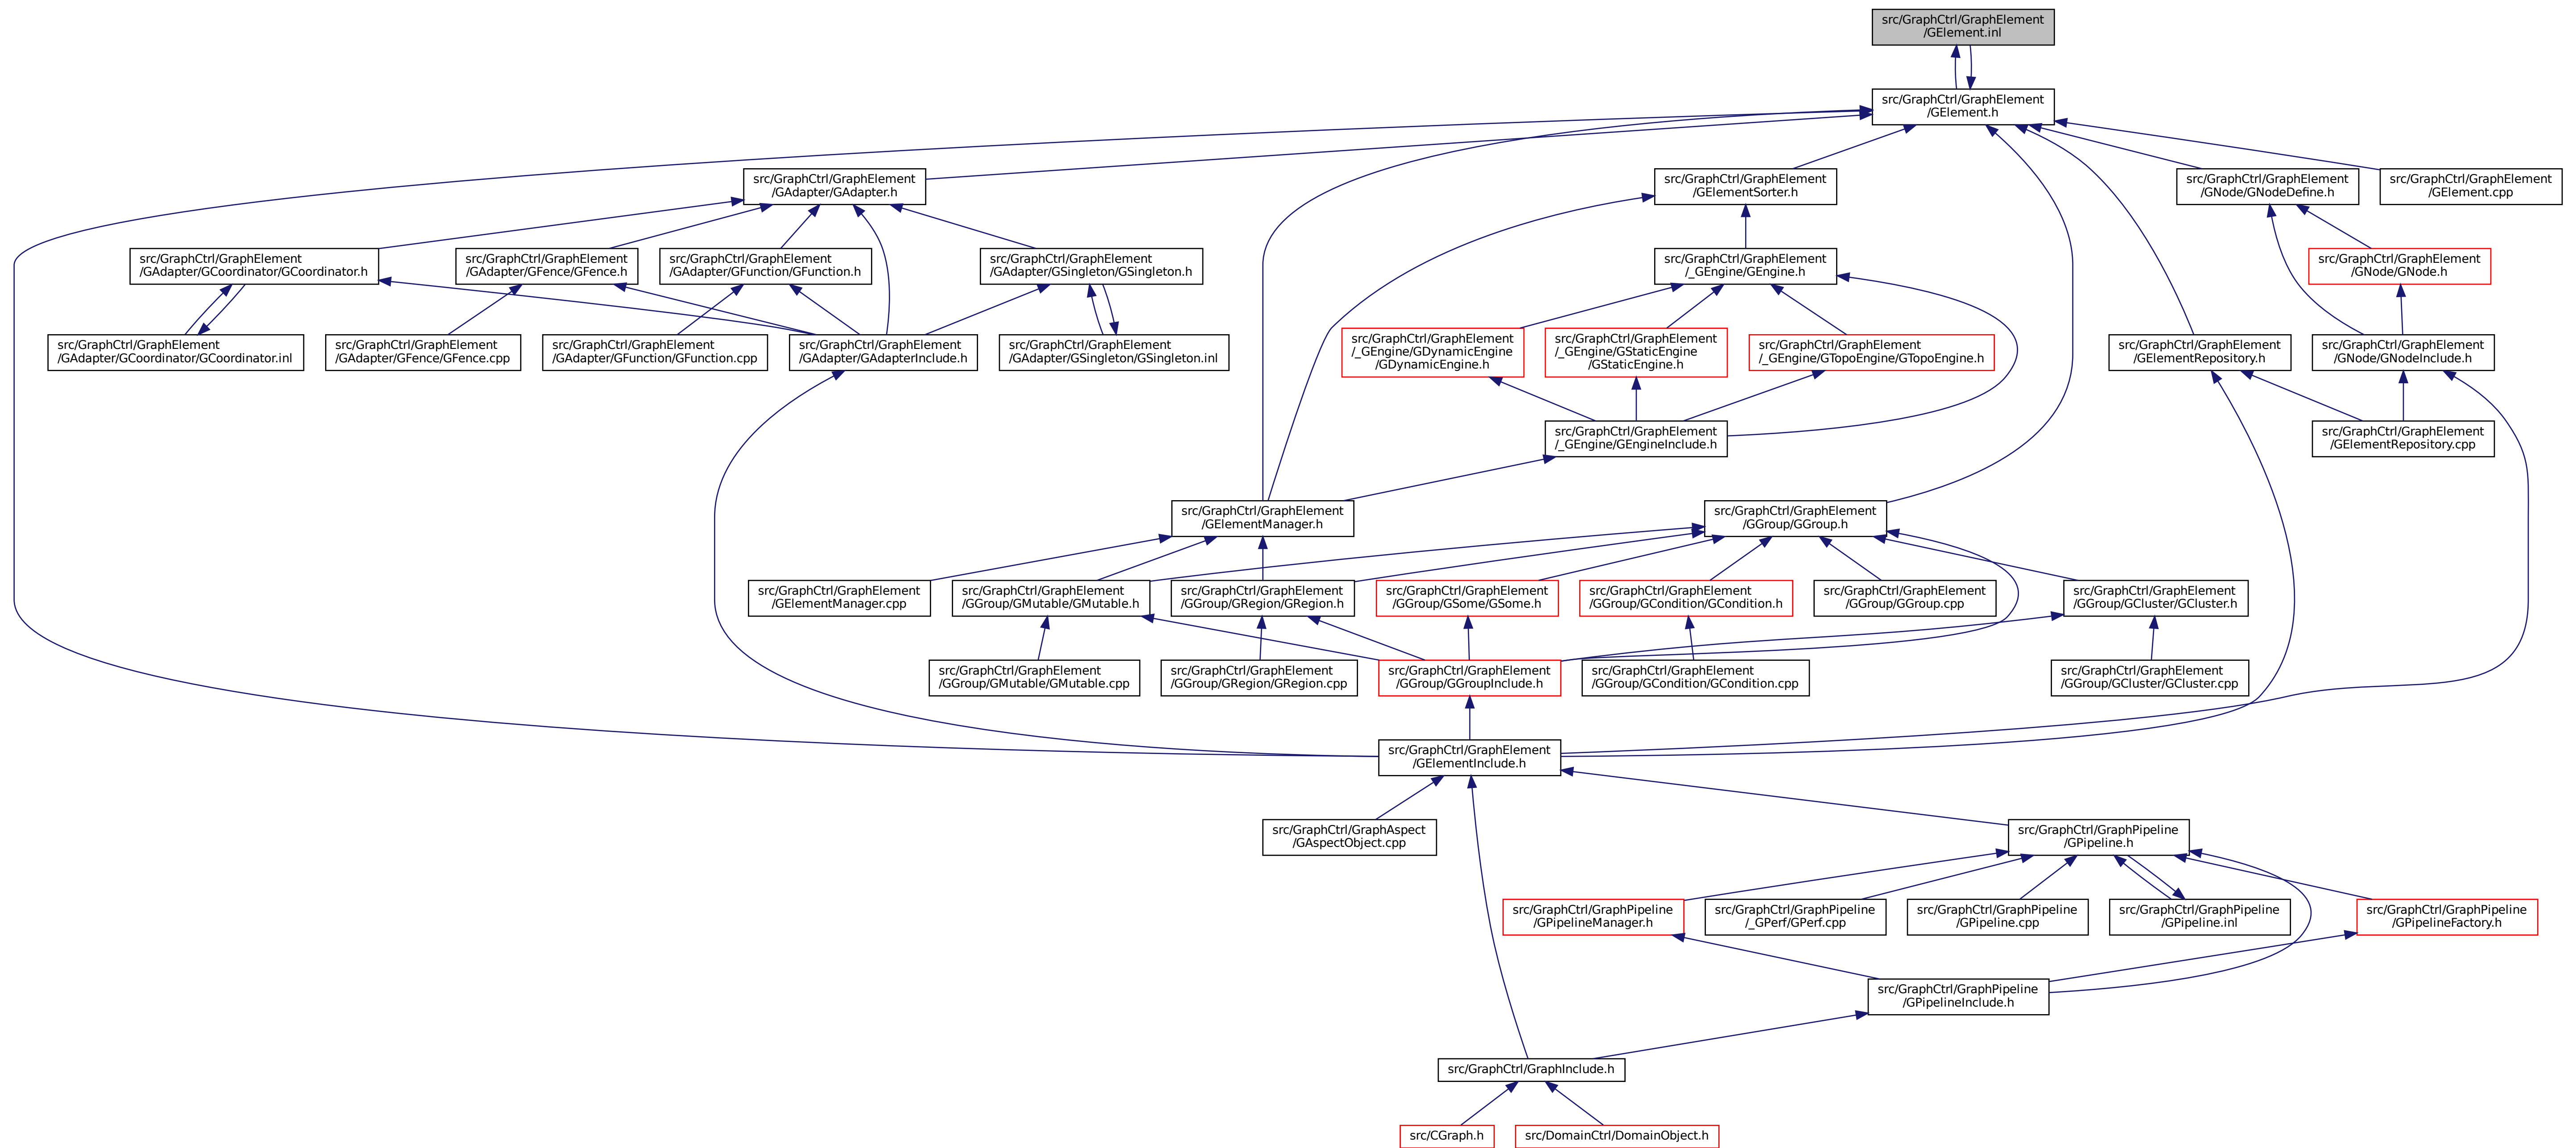 src/GraphCtrl/GraphElement
/GElement.inl
src/GraphCtrl/GraphElement
/GElement.h
src/GraphCtrl/GraphElement
/GAdapter/GAdapter.h
src/GraphCtrl/GraphElement
/GElementSorter.h
src/GraphCtrl/GraphElement
/GNode/GNodeDefine.h
src/GraphCtrl/GraphElement
/GElement.cpp
src/GraphCtrl/GraphElement
/GAdapter/GCoordinator/GCoordinator.h
src/GraphCtrl/GraphElement
/GAdapter/GFence/GFence.h
src/GraphCtrl/GraphElement
/GAdapter/GFunction/GFunction.h
src/GraphCtrl/GraphElement
/GAdapter/GSingleton/GSingleton.h
src/GraphCtrl/GraphElement
/_GEngine/GEngine.h
src/GraphCtrl/GraphElement
/GNode/GNode.h
src/GraphCtrl/GraphElement
/GAdapter/GCoordinator/GCoordinator.inl
src/GraphCtrl/GraphElement
/GAdapter/GFence/GFence.cpp
src/GraphCtrl/GraphElement
/GAdapter/GFunction/GFunction.cpp
src/GraphCtrl/GraphElement
/GAdapter/GAdapterInclude.h
src/GraphCtrl/GraphElement
/GAdapter/GSingleton/GSingleton.inl
src/GraphCtrl/GraphElement
/_GEngine/GDynamicEngine
/GDynamicEngine.h
src/GraphCtrl/GraphElement
/_GEngine/GStaticEngine
/GStaticEngine.h
src/GraphCtrl/GraphElement
/_GEngine/GTopoEngine/GTopoEngine.h
src/GraphCtrl/GraphElement
/GElementRepository.h
src/GraphCtrl/GraphElement
/GNode/GNodeInclude.h
src/GraphCtrl/GraphElement
/_GEngine/GEngineInclude.h
src/GraphCtrl/GraphElement
/GElementRepository.cpp
src/GraphCtrl/GraphElement
/GElementManager.h
src/GraphCtrl/GraphElement
/GGroup/GGroup.h
src/GraphCtrl/GraphElement
/GElementManager.cpp
src/GraphCtrl/GraphElement
/GGroup/GMutable/GMutable.h
src/GraphCtrl/GraphElement
/GGroup/GRegion/GRegion.h
src/GraphCtrl/GraphElement
/GGroup/GSome/GSome.h
src/GraphCtrl/GraphElement
/GGroup/GCondition/GCondition.h
src/GraphCtrl/GraphElement
/GGroup/GGroup.cpp
src/GraphCtrl/GraphElement
/GGroup/GCluster/GCluster.h
src/GraphCtrl/GraphElement
/GGroup/GMutable/GMutable.cpp
src/GraphCtrl/GraphElement
/GGroup/GRegion/GRegion.cpp
src/GraphCtrl/GraphElement
/GGroup/GGroupInclude.h
src/GraphCtrl/GraphElement
/GGroup/GCondition/GCondition.cpp
src/GraphCtrl/GraphElement
/GGroup/GCluster/GCluster.cpp
src/GraphCtrl/GraphElement
/GElementInclude.h
src/GraphCtrl/GraphAspect
/GAspectObject.cpp
src/GraphCtrl/GraphPipeline
/GPipeline.h
src/GraphCtrl/GraphPipeline
/GPipelineManager.h
src/GraphCtrl/GraphPipeline
/_GPerf/GPerf.cpp
src/GraphCtrl/GraphPipeline
/GPipeline.cpp
src/GraphCtrl/GraphPipeline
/GPipeline.inl
src/GraphCtrl/GraphPipeline
/GPipelineFactory.h
src/GraphCtrl/GraphPipeline
/GPipelineInclude.h
src/GraphCtrl/GraphInclude.h
src/CGraph.h
src/DomainCtrl/DomainObject.h